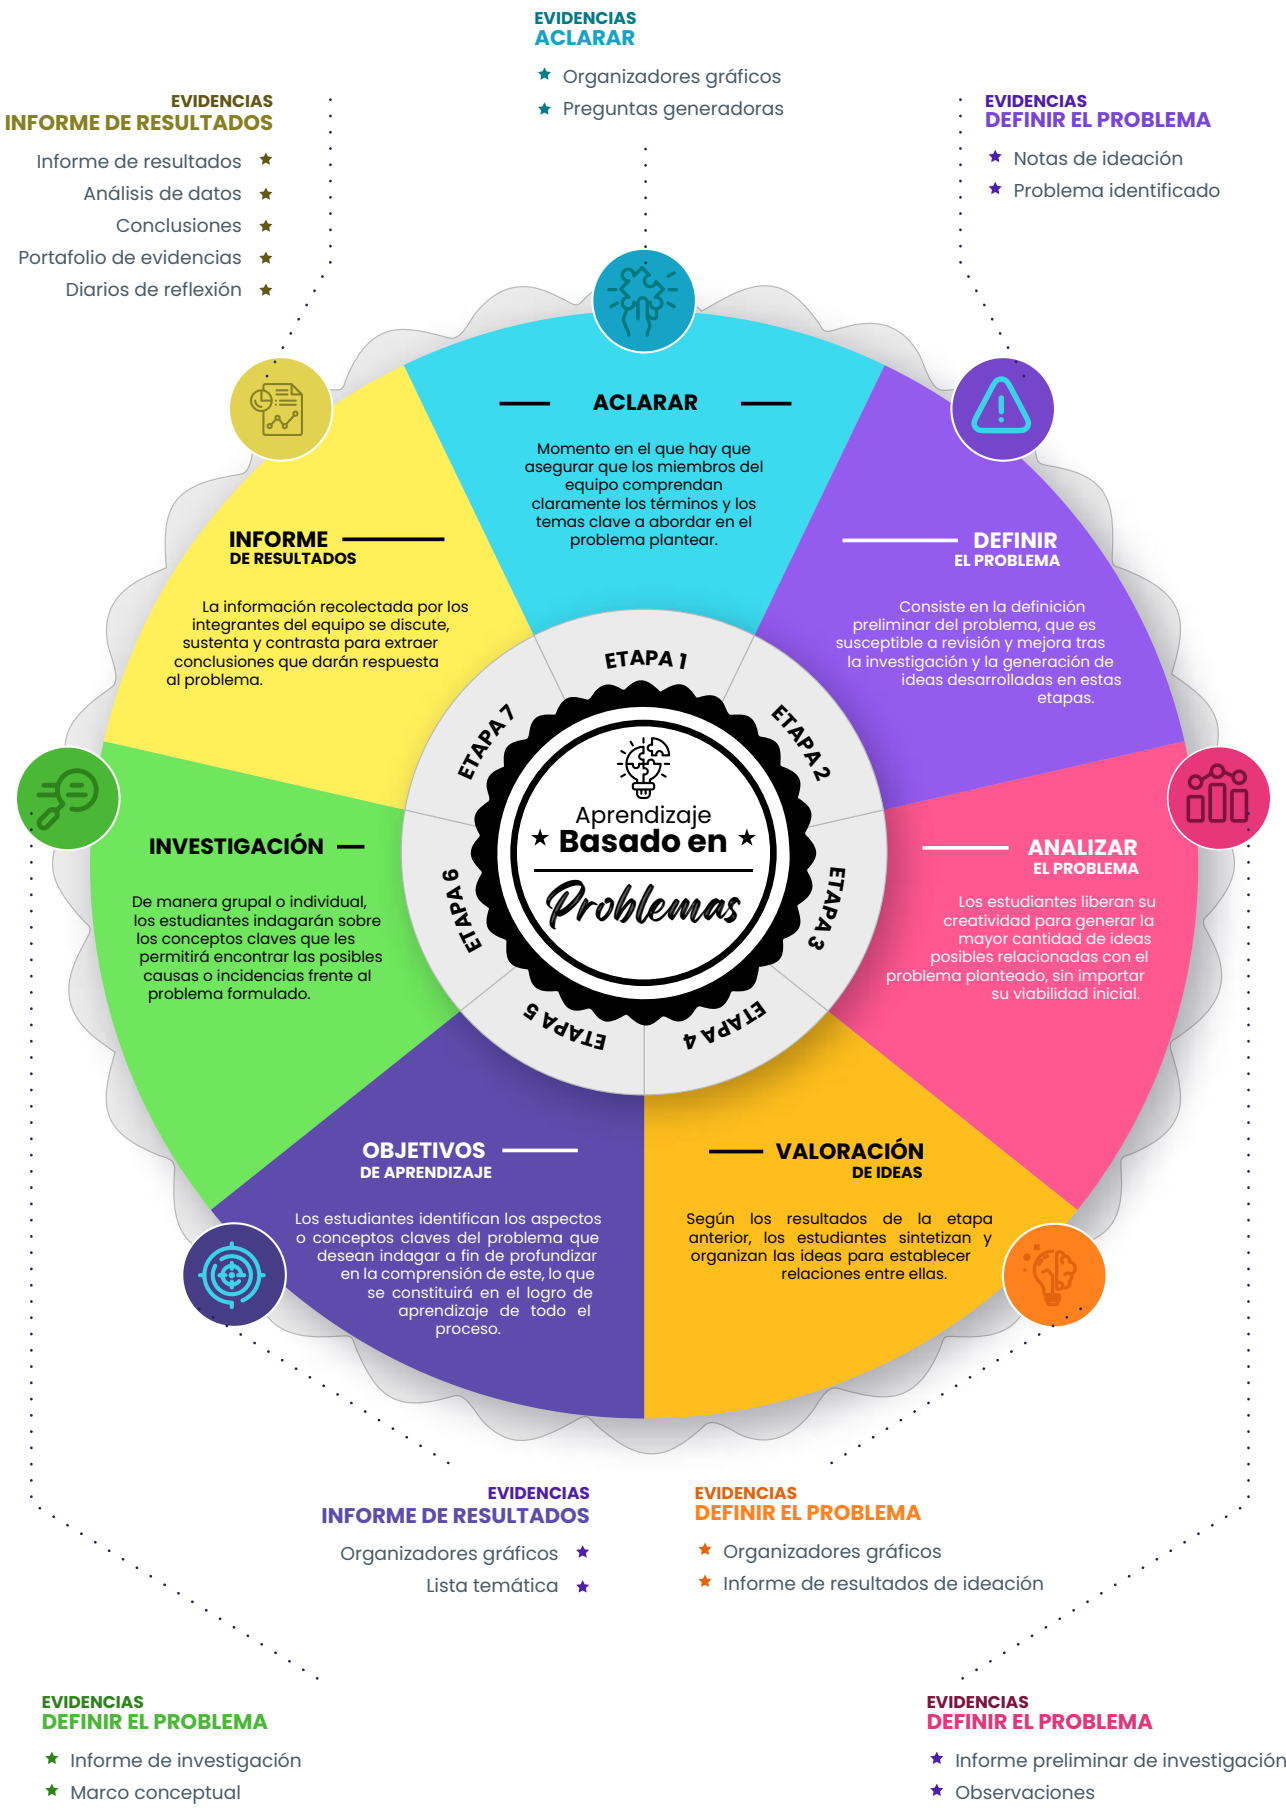 EVIDENCIAS
ACLARAR
Organizadores gráficos
Preguntas generadoras
EVIDENCIAS
INFORME DE RESULTADOS
Informe de resultados
Análisis de datos
Conclusiones
Portafolio de evidencias
Diarios de reflexión
EVIDENCIAS
DEFINIR EL PROBLEMA
Notas de ideación
Problema identificado
ACLARAR
Momento en el que hay que
asegurar que los miembros del
equipo comprendan
claramente los términos y los
temas clave a abordar en el
problema plantear.
INFORME
DE RESULTADOS
La información recolectada por los
integrantes del equipo se discute,
sustenta y contrasta para extraer
conclusiones que darán respuesta
al problema.
DEFINIR
EL PROBLEMA
Consiste en la definición
preliminar del problema, que es
susceptible a revisión y mejora tras
la investigación y la generación de
ideas desarrolladas en estas
etapas.
ETAPA 1
ETAPA 2
ETAPA 3
ETAPA 4
ETAPA 5
ETAPA 6
ETAPA 7
Aprendizaje
Basado en
Problemas
INVESTIGACIÓN
De manera grupal o individual,
los estudiantes indagarán sobre
los conceptos claves que les
permitirá encontrar las posibles
causas o incidencias frente al
problema formulado.
ANALIZAR
EL PROBLEMA
Los estudiantes liberan su
creatividad para generar la
mayor cantidad de ideas
posibles relacionadas con el
problema planteado, sin importar
su viabilidad inicial.
OBJETIVOS
DE APRENDIZAJE
Los estudiantes identifican los aspectos
o conceptos claves del problema que
desean indagar a fin de profundizar
en la comprensión de este, lo que
se constituirá en el logro de
aprendizaje de todo el
proceso.
VALORACIÓN
DE IDEAS
Según los resultados de la etapa
anterior, los estudiantes sintetizan y
organizan las ideas para establecer
relaciones entre ellas.
EVIDENCIAS
INFORME DE RESULTADOS
Organizadores gráficos
Lista temática
EVIDENCIAS
DEFINIR EL PROBLEMA
Organizadores gráficos
Informe de resultados de ideación
EVIDENCIAS
DEFINIR EL PROBLEMA
Informe de investigación
Marco conceptual
EVIDENCIAS
DEFINIR EL PROBLEMA
Informe preliminar de investigación
Observaciones